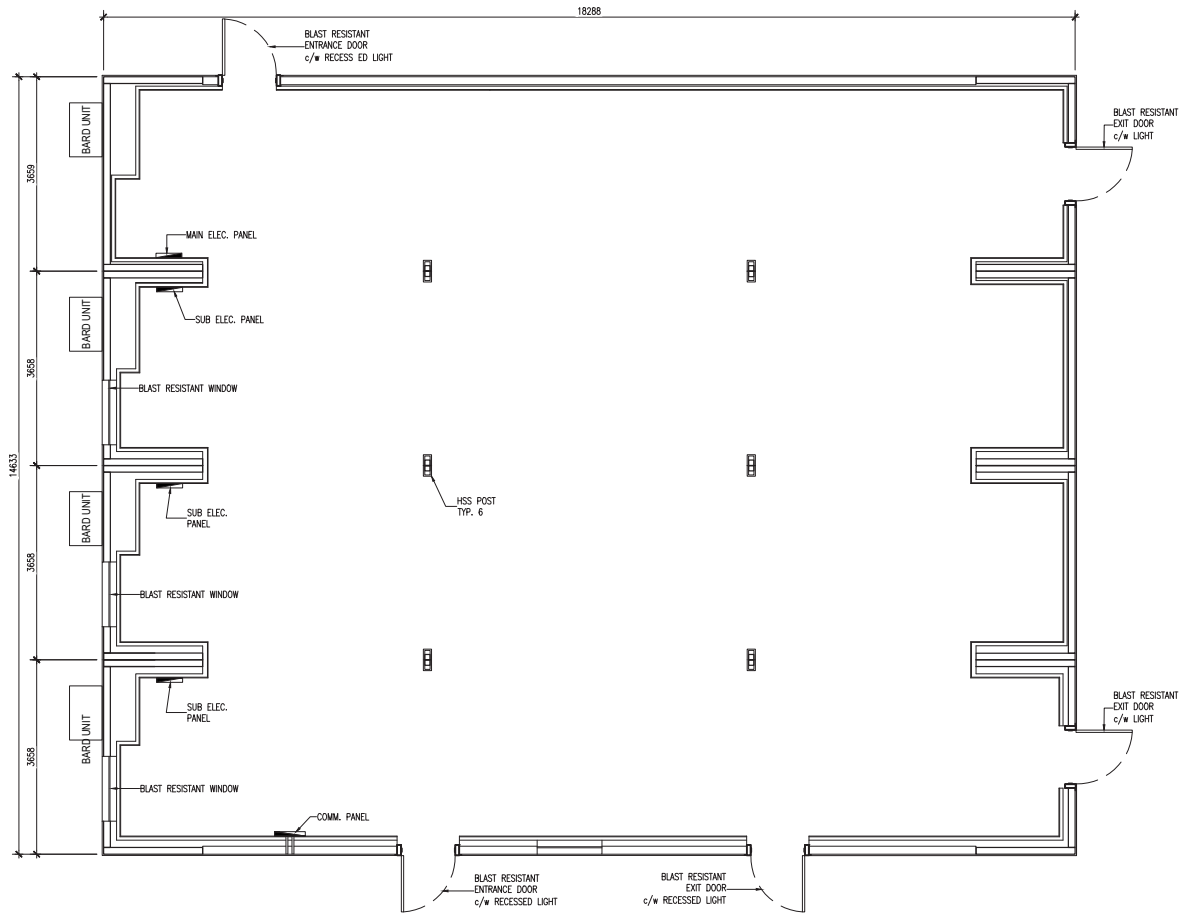 18288
BLAST RESISTANT
ENTRANCE DOOR
c/w RECESS ED LIGHT
BARD UNIT
BLAST RESISTANT
EXIT DOOR
c/w LIGHT
3659
MAIN ELEC. PANEL
SUB ELEC. PANEL
BARD UNIT
3658
BLAST RESISTANT WINDOW
14633
HSS POST
TYP. 6
BARD UNIT
SUB ELEC.
PANEL
3658
BLAST RESISTANT WINDOW
SUB ELEC.
PANEL
BARD UNIT
BLAST RESISTANT
EXIT DOOR
c/w LIGHT
3658
BLAST RESISTANT WINDOW
COMM. PANEL
BLAST RESISTANT
ENTRANCE DOOR
c/w RECESSED LIGHT
BLAST RESISTANT
EXIT DOOR
c/w RECESSED LIGHT